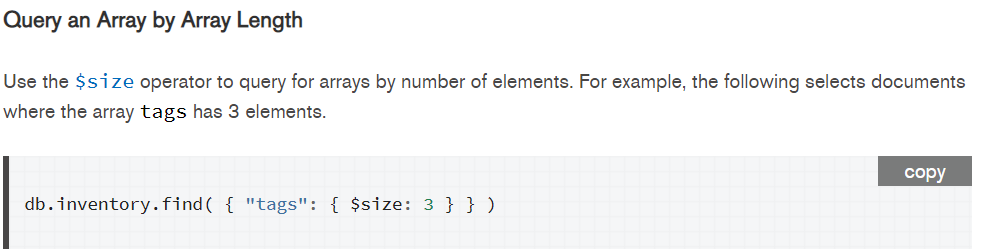 Query an Array by Array Length
Use the $size operator to query for arrays by number of elements. For example, the following selects documents
where the array tags has 3 elements.
copy
db.inventory.find( { "tags": { $size: 3 } } )